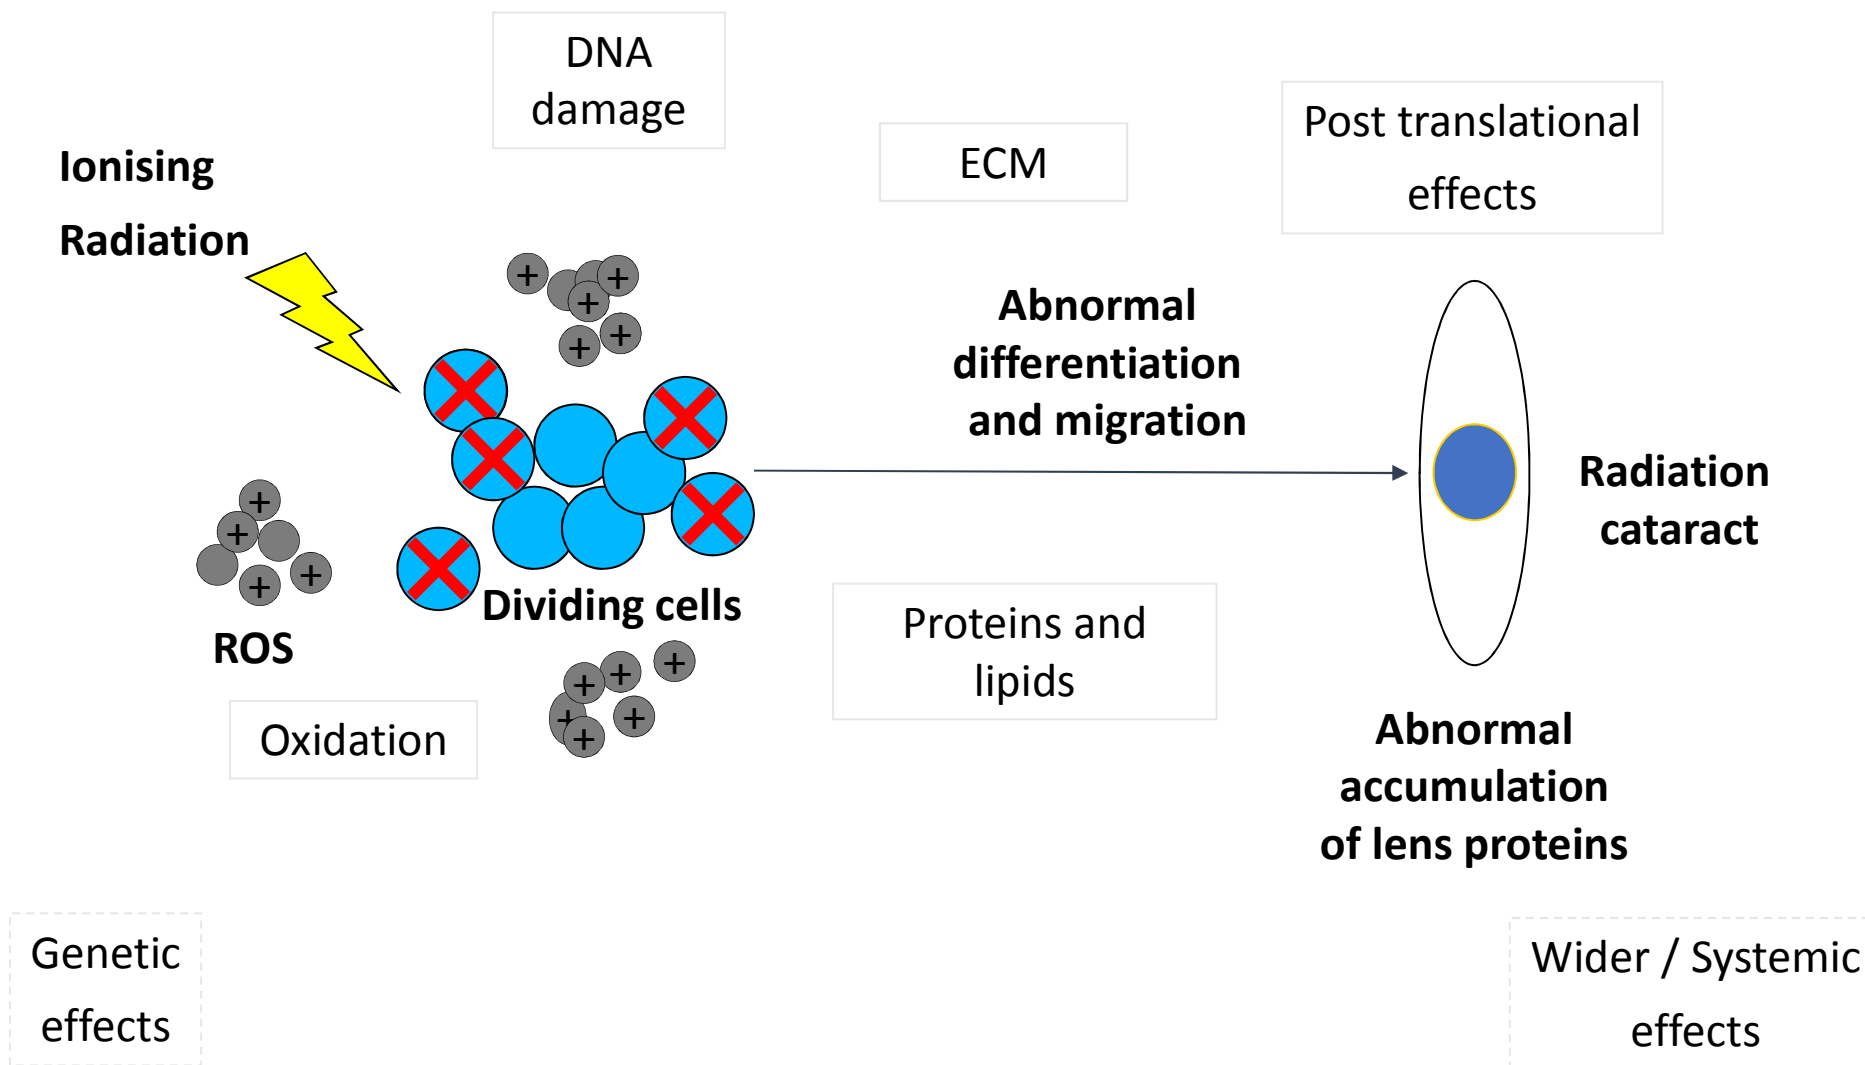 DNA
damage
ECM
Post translational
effects
Ionising
Radiation
+
+
+
+
+
Abnormal
differentiation
and migration
Radiation
cataract
+
+
+
+
Dividing cells
ROS
Proteins and
lipids
+
+
+
+
+
+
Oxidation
Abnormal
accumulation
of lens proteins
Genetic
effects
Wider / Systemic
effects